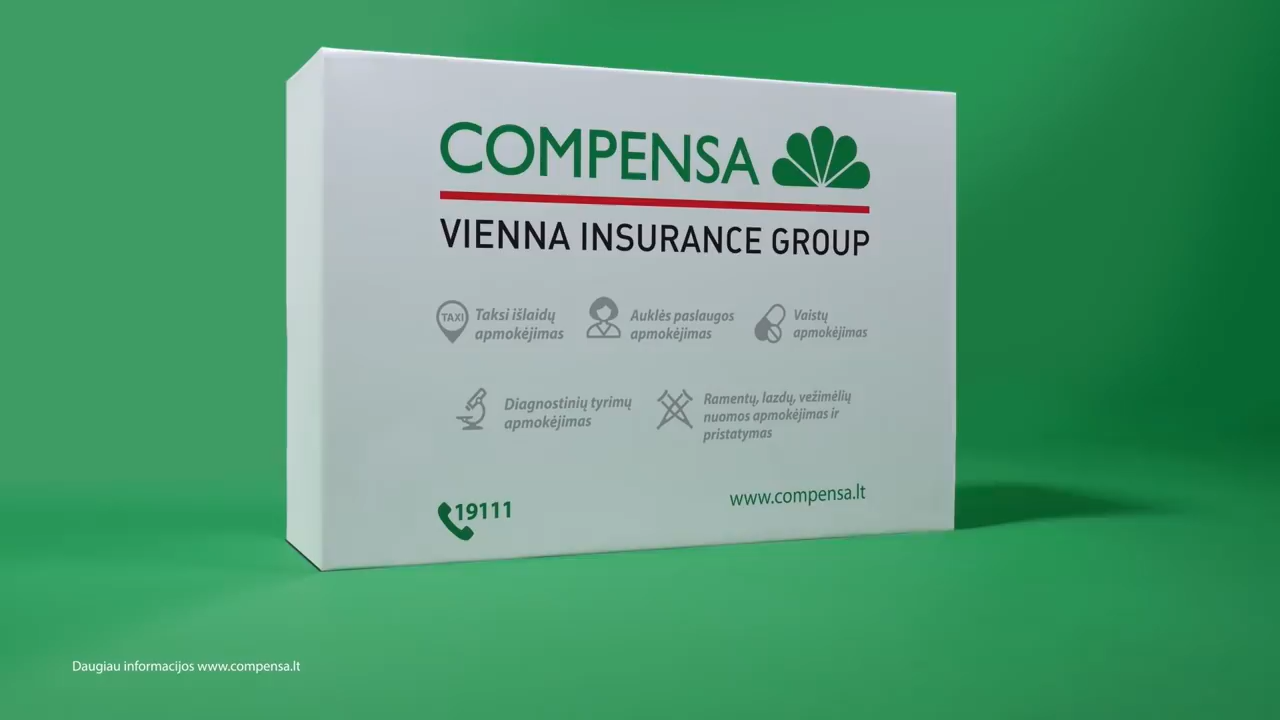 COMPENSA
VIENNA INSURANCE GROUP
TAXI
Taksi išlaidų
apmokėjimas
Auklės paslaugos
apmokėjimas
Vaistų
apmokėjimas
Diagnostinių tyrimų
apmokėjimas
Ramentų, lazdų, vežimėlių
nuomos apmokėjimas ir
pristatymas
19111
www.compensa.lt
Daugiau informacijos www.compensa.lt